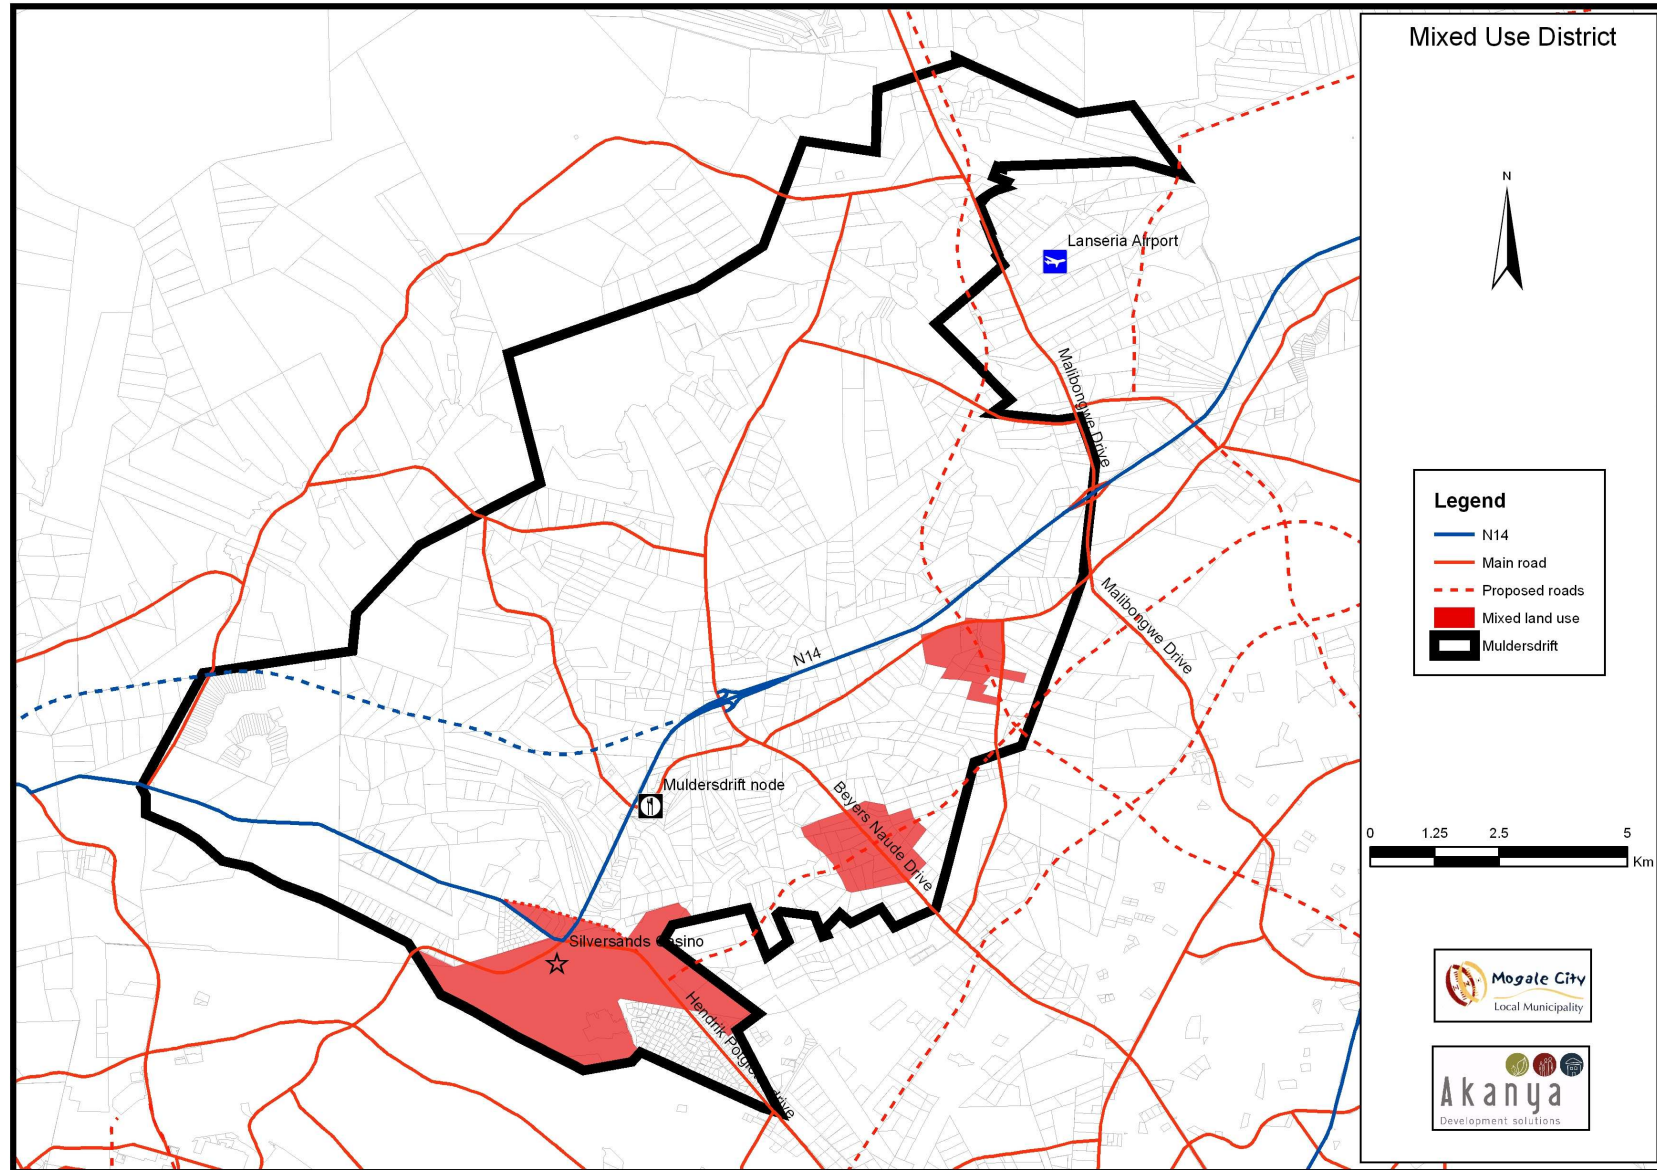 Mixed Use District
N
Lanseria Airport
Malibongwe Drive
Malibongwe Drive
N14
Muldersdrift node
Beyers Naude Drive
Silversands Casino
Hendrik Potgieter drive
Legend
N14
Main road
Proposed roads
Mixed land use
Muldersdrift
0 1.25 2.5 5
Km
Mogale City
Local Municipality
Akanya
Development solutions